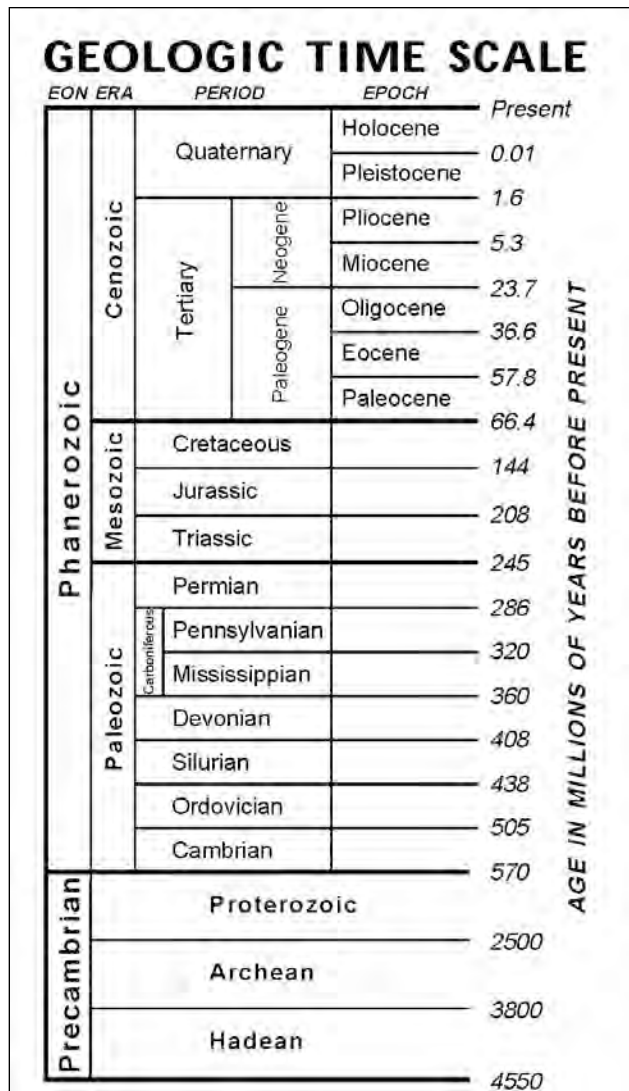 GEOLOGIC TIME SCALE
EON ERA PERIOD EPOCH
Present
Holocene
Quaternary
0.01
Pleistocene
1.6
Pliocene
Neogene
5.3
Miocene
Cenozoic
23.7
Tertiary
Oligocene
36.6
Paleogene
Eocene
57.8
Paleocene
66.4
Phanerozoic
Cretaceous
144
Mesozoic
Jurassic
208
Triassic
245
Permian
286
Carboniferous
Pennsylvanian
320
Mississippian
360
Paleozoic
Devonian
408
Silurian
438
Ordovician
505
Cambrian
570
AGE IN MILLIONS OF YEARS BEFORE PRESENT
Precambrian
Proterozoic
2500
Archean
3800
Hadean
4550